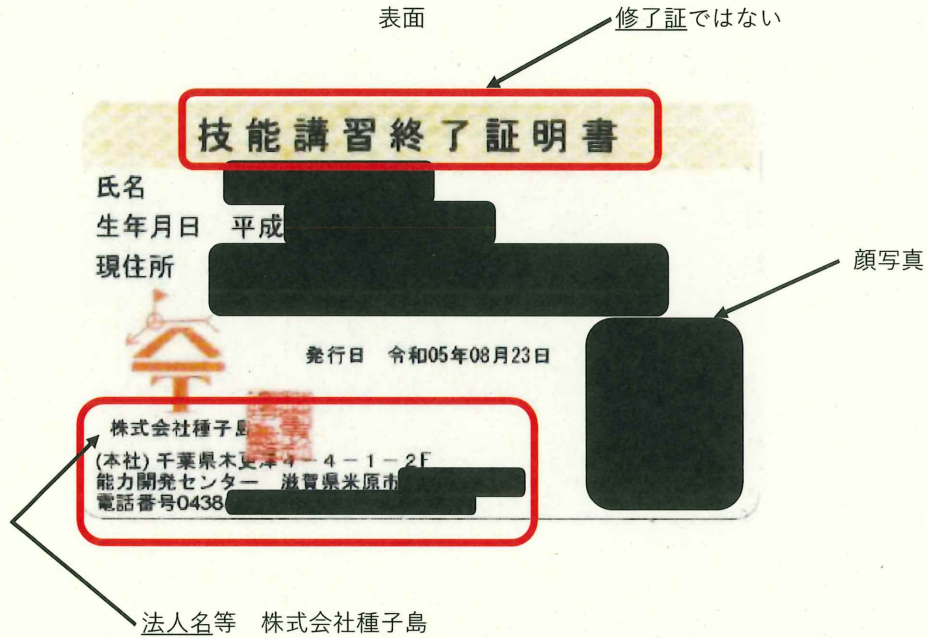 表面
修了証ではない
技能講習終了証明書
氏名
生年月日 平成
現住所
顔写真
発行日 令和05年08月23日
株式会社種子島
(本社)千葉県木更津4-4-1-2F
能力開発センター 滋賀県米原市
電話番号0438
法人名等 株式会社種子島